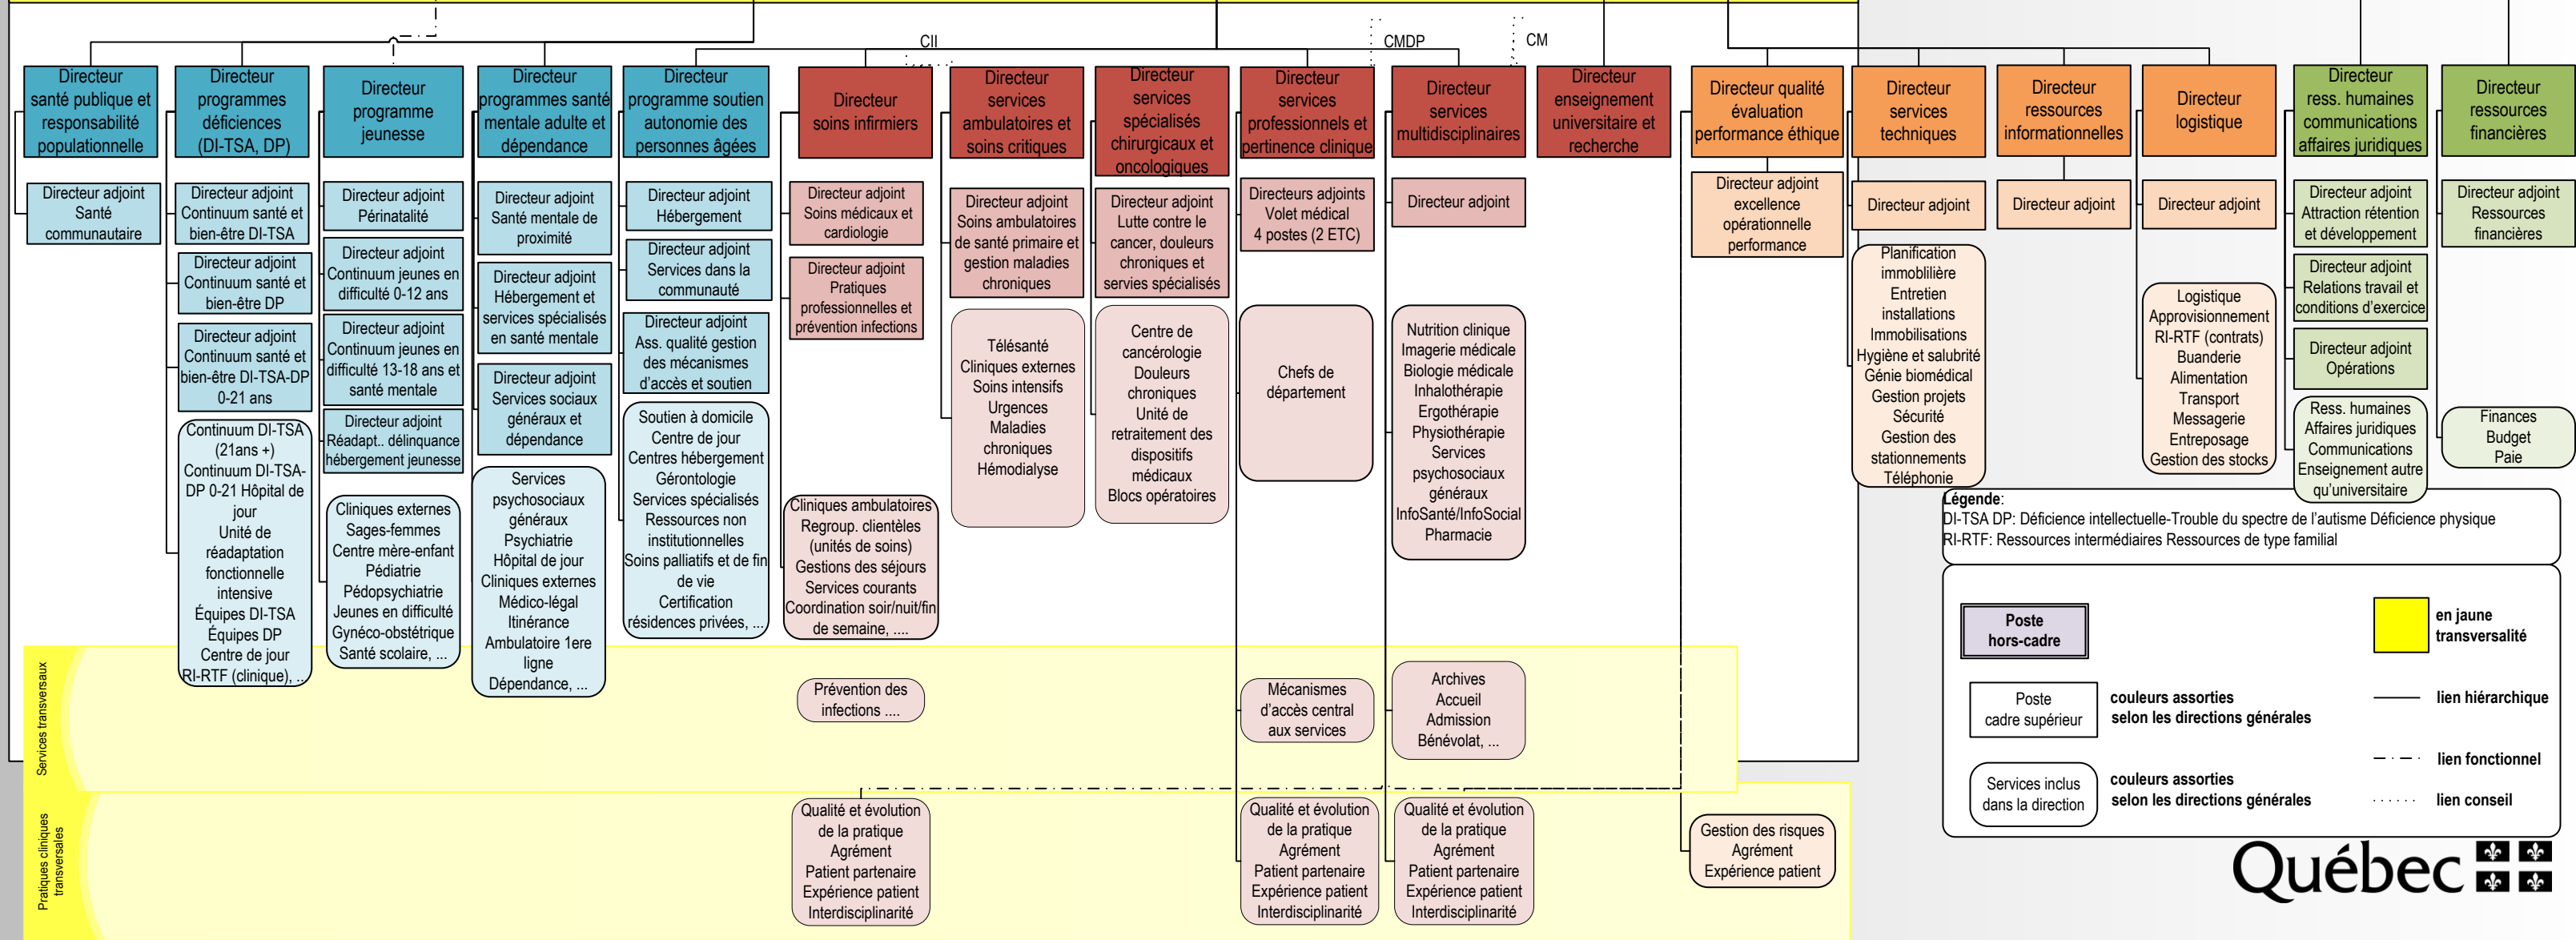 CII
CMDP
CM
Directeur
santé publique et
responsabilité
populationnelle
Directeur adjoint
Santé
communautaire
Directeur
programmes
déficiences
(DI-TSA, DP)
Directeur adjoint
Continuum santé et
bien-être DI-TSA
Directeur adjoint
Continuum santé et
bien-être DP
Directeur adjoint
Continuum santé et
bien-être DI-TSA-DP
0-21 ans
Continuum DI-TSA
(21ans +)
Continuum DI-TSA-
DP 0-21 Hôpital de
jour
Unité de
réadaptation
fonctionnelle
intensive
Équipes DI-TSA
Équipes DP
Centre de jour
RI-RTF (clinique), ...
Directeur
programme
jeunesse
Directeur adjoint
Périnatalité
Directeur adjoint
Continuum jeunes en
difficulté 0-12 ans
Directeur adjoint
Continuum jeunes en
difficulté 13-18 ans et
santé mentale
Directeur adjoint
Réadapt.. délinquance
hébergement jeunesse
Cliniques externes
Sages-femmes
Centre mère-enfant
Pédiatrie
Pédopsychiatrie
Jeunes en difficulté
Gynéco-obstétrique
Santé scolaire, ...
Directeur
programmes santé
mentale adulte et
dépendance
Directeur adjoint
Santé mentale de
proximité
Directeur adjoint
Hébergement et
services spécialisés
en santé mentale
Directeur adjoint
Services sociaux
généraux et
dépendance
Services
psychosociaux
généraux
Psychiatrie
Hôpital de jour
Cliniques externes
Médico-légal
Itinérance
Ambulatoire 1ere
ligne
Dépendance, ...
Directeur
programme soutien
autonomie des
personnes âgées
Directeur adjoint
Hébergement
Directeur adjoint
Services dans la
communauté
Directeur adjoint
Ass. qualité gestion
des mécanismes
d'accès et soutien
Soutien à domicile
Centre de jour
Centres hébergement
Gérontologie
Services spécialisés
Ressources non
institutionnelles
Soins palliatifs et de fin
de vie
Certification
résidences privées, ...
Directeur
soins infirmiers
Directeur adjoint
Soins médicaux et
cardiologie
Directeur adjoint
Pratiques
professionnelles et
prévention infections
Cliniques ambulatoires
Regroup. clientèles
(unités de soins)
Gestions des séjours
Services courants
Coordination soir/nuit/fin
de semaine, ....
Directeur
services
ambulatoires et
soins critiques
Directeur adjoint
Soins ambulatoires
de santé primaire et
gestion maladies
chroniques
Télésanté
Cliniques externes
Soins intensifs
Urgences
Maladies
chroniques
Hémodialyse
Directeur
services
spécialisés
chirurgicaux et
oncologiques
Directeur adjoint
Lutte contre le
cancer, douleurs
chroniques et
servies spécialisés
Centre de
cancérologie
Douleurs
chroniques
Unité de
retraitement des
dispositifs
médicaux
Blocs opératoires
Directeur
services
professionnels et
pertinence clinique
Directeurs adjoints
Volet médical
4 postes (2 ETC)
Chefs de
département
Directeur
services
multidisciplinaires
Directeur adjoint
Nutrition clinique
Imagerie médicale
Biologie médicale
Inhalothérapie
Ergothérapie
Physiothérapie
Services
psychosociaux
généraux
InfoSanté/InfoSocial
Pharmacie
Directeur
enseignement
universitaire et
recherche
Directeur qualité
évaluation
performance éthique
Directeur adjoint
excellence
opérationnelle
performance
Directeur
services
techniques
Directeur adjoint
Planification
immoblilière
Entretien
installations
Immobilisations
Hygiène et salubrité
Génie biomédical
Gestion projets
Sécurité
Gestion des
stationnements
Téléphonie
Directeur
ressources
informationnelles
Directeur adjoint
Directeur
logistique
Directeur adjoint
Logistique
Approvisionnement
RI-RTF (contrats)
Buanderie
Alimentation
Transport
Messagerie
Entreposage
Gestion des stocks
Directeur
ress. humaines
communications
affaires juridiques
Directeur adjoint
Attraction rétention
et développement
Directeur adjoint
Relations travail et
conditions d'exercice
Directeur adjoint
Opérations
Ress. humaines
Affaires juridiques
Communications
Enseignement autre
qu'universitaire
Directeur
ressources
financières
Directeur adjoint
Ressources
financières
Finances
Budget
Paie
Services transversaux
Prévention des
infections ....
Mécanismes
d'accès central
aux services
Archives
Accueil
Admission
Bénévolat, ...
Pratiques cliniques
transversales
Qualité et évolution
de la pratique
Agrément
Patient partenaire
Expérience patient
Interdisciplinarité
Qualité et évolution
de la pratique
Agrément
Patient partenaire
Expérience patient
Interdisciplinarité
Qualité et évolution
de la pratique
Agrément
Patient partenaire
Expérience patient
Interdisciplinarité
Gestion des risques
Agrément
Expérience patient
Légende:
DI-TSA DP: Déficience intellectuelle-Trouble du spectre de l'autisme Déficience physique
RI-RTF: Ressources intermédiaires Ressources de type familial
Poste
hors-cadre
en jaune
transversalité
Poste
cadre supérieur
couleurs assorties
selon les directions générales
lien hiérarchique
lien fonctionnel
Services inclus
dans la direction
couleurs assorties
selon les directions générales
lien conseil
Québec